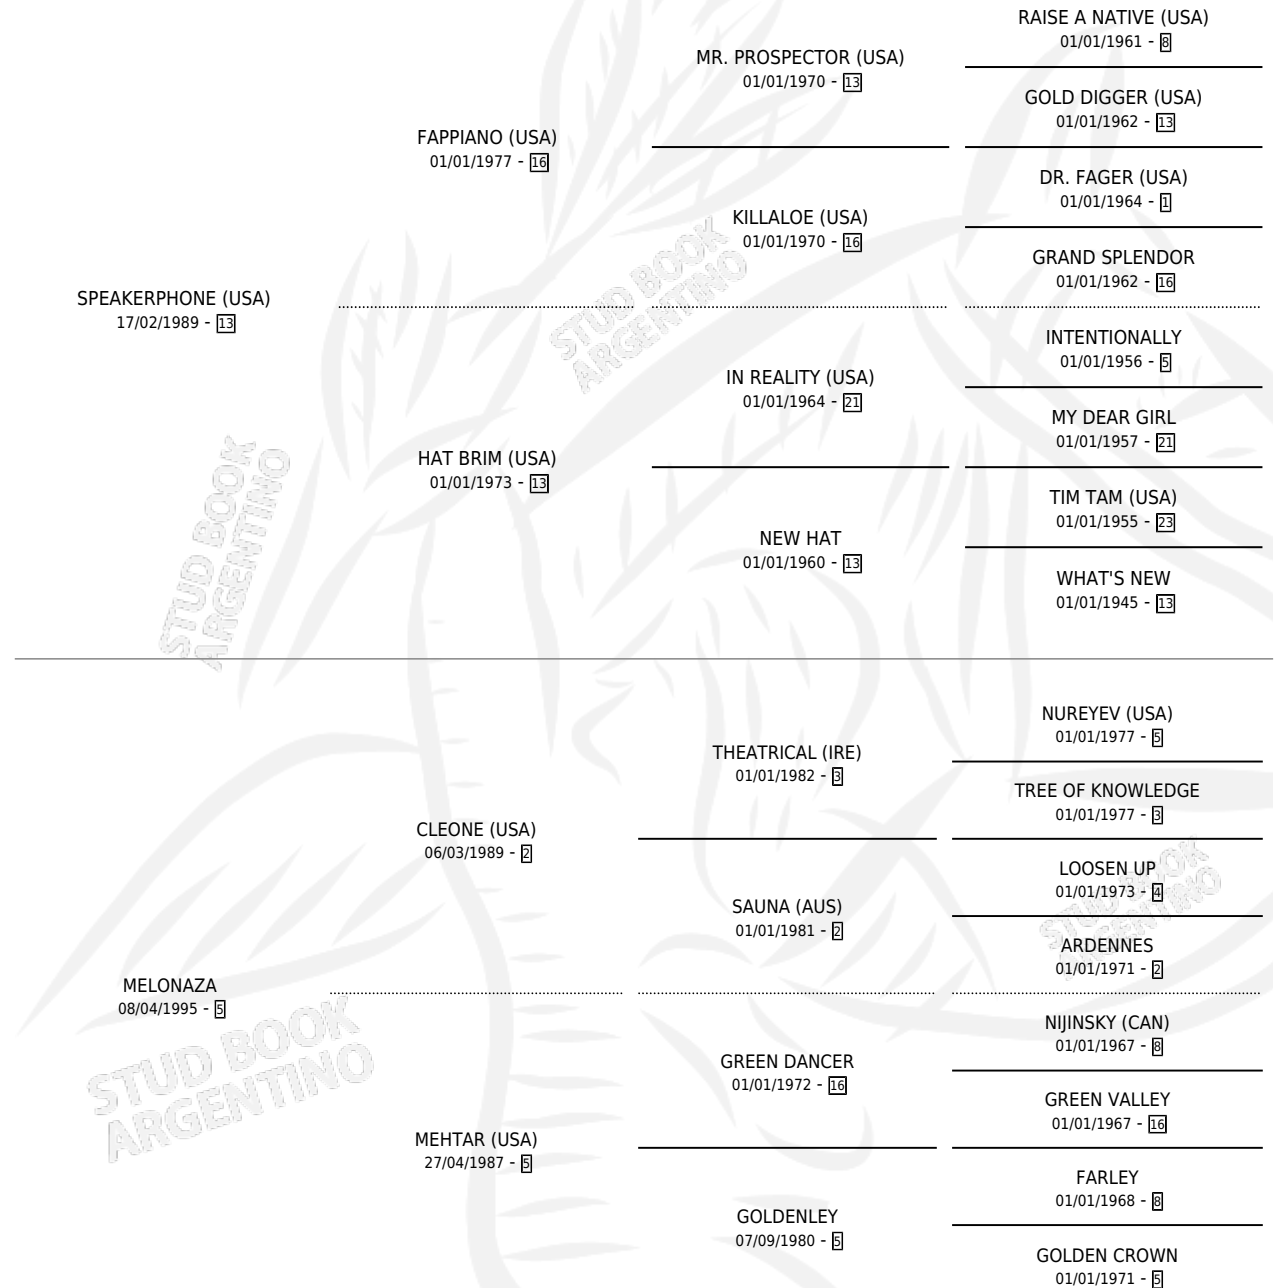 RAISE A NATIVE (USA)
01/01/1961 - 8
MR. PROSPECTOR (USA)
01/01/1970 - 13
GOLD DIGGER (USA)
01/01/1962 - 13
FAPPIANO (USA)
01/01/1977 - 16
DR. FAGER (USA)
01/01/1964 - 1
KILLALOE (USA)
01/01/1970 - 16
GRAND SPLENDOR
01/01/1962 - 16
SPEAKERPHONE (USA)
17/02/1989 - 13
INTENTIONALLY
01/01/1956 - 5
IN REALITY (USA)
01/01/1964 - 21
MY DEAR GIRL
01/01/1957 - 21
HAT BRIM (USA)
01/01/1973 - 13
TIM TAM (USA)
01/01/1955 - 23
NEW HAT
01/01/1960 - 13
WHAT'S NEW
01/01/1945 - 13
STUD BOOK
ARGENTINO
STUD BOOK
ARGENTINO
NUREYEV (USA)
01/01/1977 - 5
THEATRICAL (IRE)
01/01/1982 - 3
TREE OF KNOWLEDGE
01/01/1977 - 3
CLEONE (USA)
06/03/1989 - 2
LOOSEN UP
01/01/1973 - 4
SAUNA (AUS)
01/01/1981 - 2
ARDENNES
01/01/1971 - 2
STUD BOOK
ARGENTINO
MELONAZA
08/04/1995 - 5
NIJINSKY (CAN)
01/01/1967 - 8
GREEN DANCER
01/01/1972 - 16
GREEN VALLEY
01/01/1967 - 16
STUD BOOK
ARGENTINO
MEHTAR (USA)
27/04/1987 - 5
FARLEY
01/01/1968 - 8
GOLDENLEY
07/09/1980 - 5
GOLDEN CROWN
01/01/1971 - 5